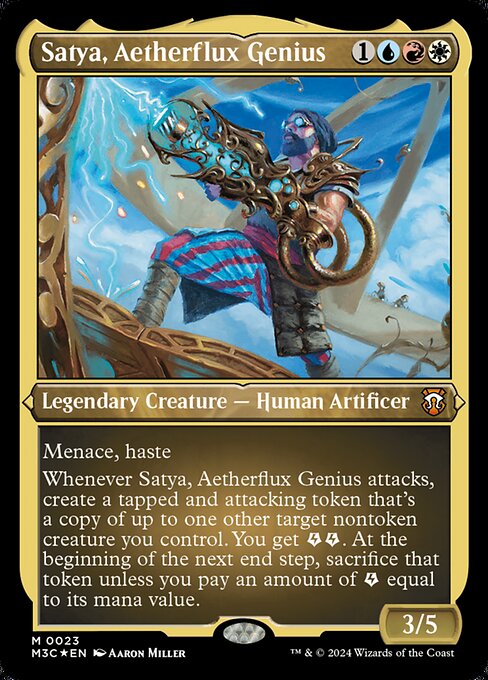 Satya, Aetherflux Genius 1
Legendary Creature — Human Artificer
Menace, haste
Whenever Satya, Aetherflux Genius attacks,
create a tapped and attacking token that's
a copy of up to one other target nontoken
creature you control. You get. At the
beginning of the next end step, sacrifice that
token unless you pay an amount of equal
to its mana value.
3/5
M 0023
M3C★EN Aaron Miller
™ & © 2024 Wizards of the Coast